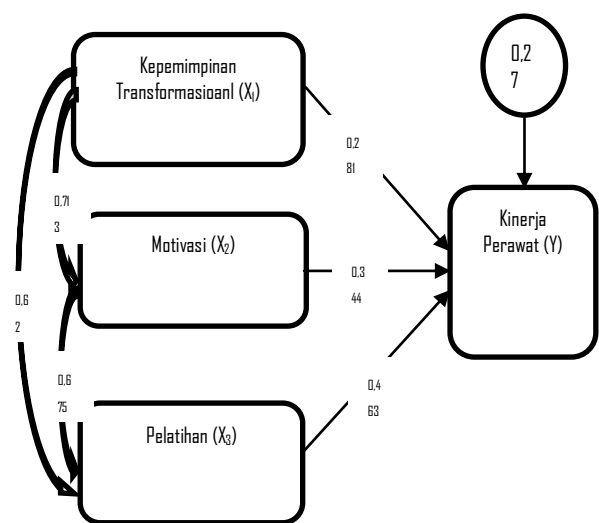 Kepemimpinan
Transformasioanl (X₁)
0,2
7
0,2
81
0,71
3
Motivasi (X₂)
Kinerja
Perawat (Y)
0,3
44
0,6
2
0,6
75
0,4
63
Pelatihan (X₃)